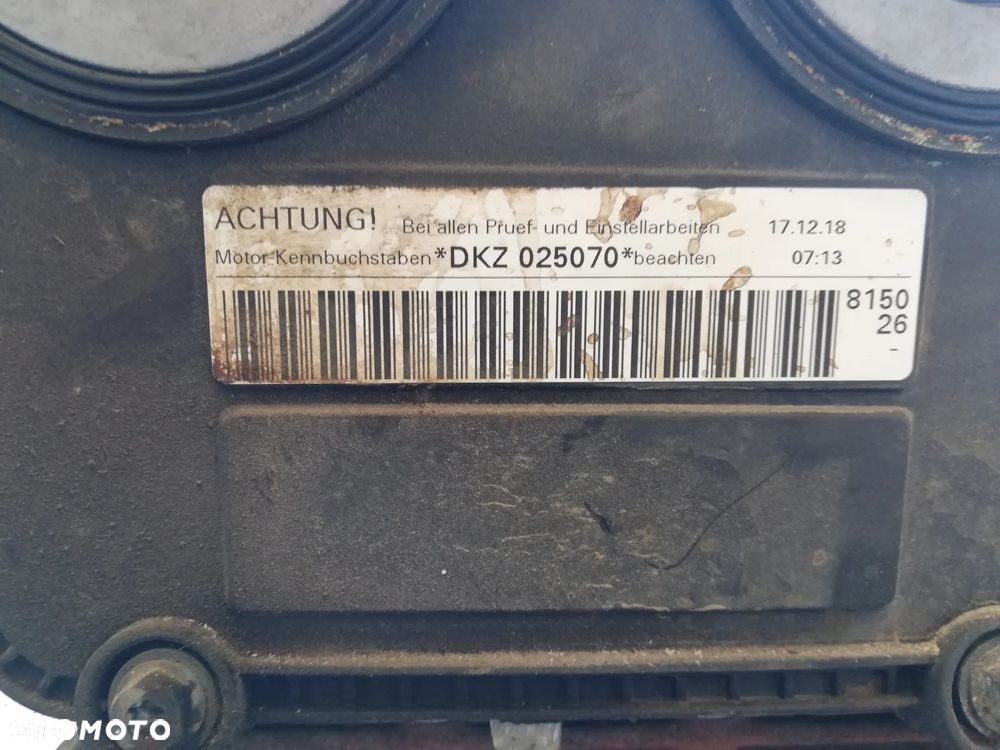 ACHTUNG! Bei allen Pruef- und Einstellarbeiten 17.12.18
Motor-Kennbuchstaben *DKZ 025070* beachten 07:13
8150
26
-
OTOMOTO